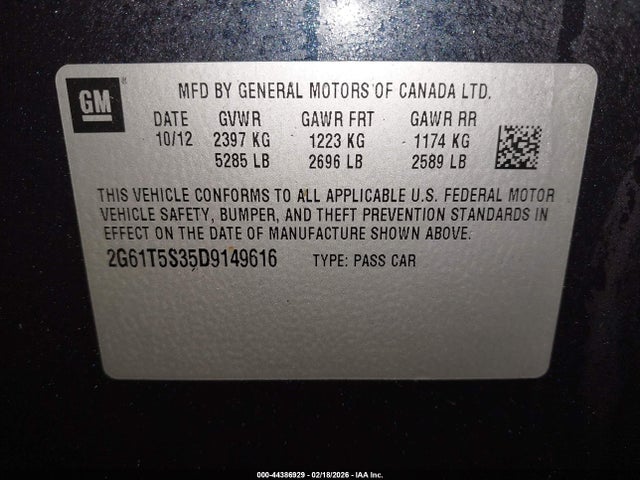 GM
MFD BY GENERAL MOTORS OF CANADA LTD.
DATE GVWR GAWR FRT GAWR RR
10/12 2397 KG 1223 KG 1174 KG
5285 LB 2696 LB 2589 LB
THIS VEHICLE CONFORMS TO ALL APPLICABLE U.S. FEDERAL MOTOR
VEHICLE SAFETY, BUMPER, AND THEFT PREVENTION STANDARDS IN
EFFECT ON THE DATE OF MANUFACTURE SHOWN ABOVE.
2G61T5S35D9149616 TYPE: PASS CAR
000-44386929 - 02/18/2026 - IAA Inc.